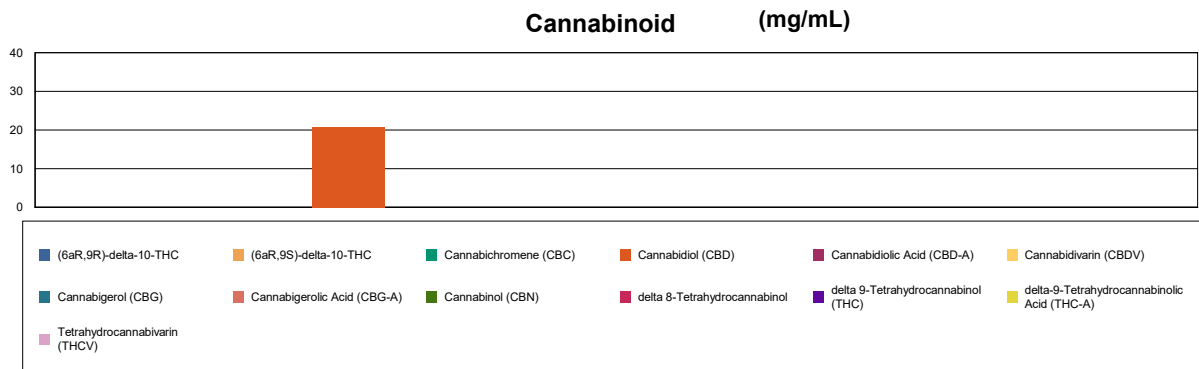 Cannabinoid (mg/mL)
40
30
20
10
0
(6aR,9R)-delta-10-THC
(6aR,9S)-delta-10-THC
Cannabichromene (CBC)
Cannabidiol (CBD)
Cannabidiolic Acid (CBD-A)
Cannabidivarin (CBDV)
Cannabigerol (CBG)
Cannabigerolic Acid (CBG-A)
Cannabinol (CBN)
delta 8-Tetrahydrocannabinol
delta 9-Tetrahydrocannabinol
(THC)
delta-9-Tetrahydrocannabinolic
Acid (THC-A)
Tetrahydrocannabivarin
(THCV)